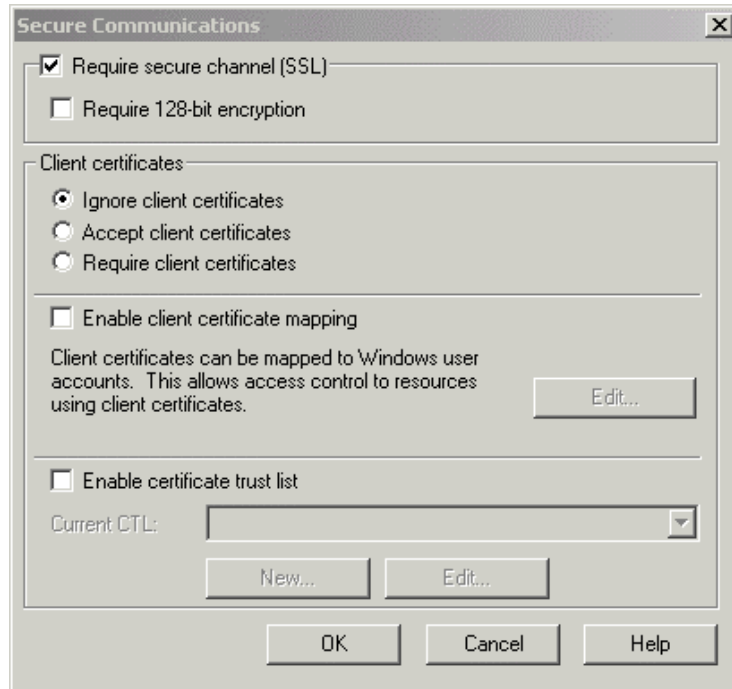 Secure Communications
Require secure channel (SSL)
Require 128-bit encryption
Client certificates
Ignore client certificates
Accept client certificates
Require client certificates
Enable client certificate mapping
Client certificates can be mapped to Windows user
accounts. This allows access control to resources
using client certificates.
Edit...
Enable certificate trust list
Current CTL:
New... Edit...
OK Cancel Help